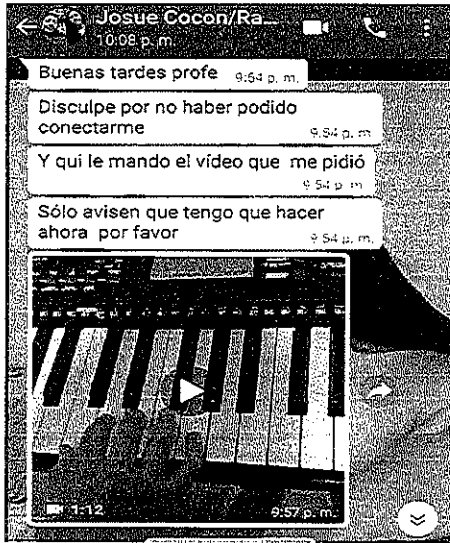 Josue Cocon/Ra...
10:08 p. m.
Buenas tardes profe 9:54 p. m.
Disculpe por no haber podido
conectarme 9:54 p. m.
Y qui le mando el vídeo que me pidió
9:54 p. m.
Sólo avisen que tengo que hacer
ahora por favor 9:54 p. m.
1:12 9:57 p. m.